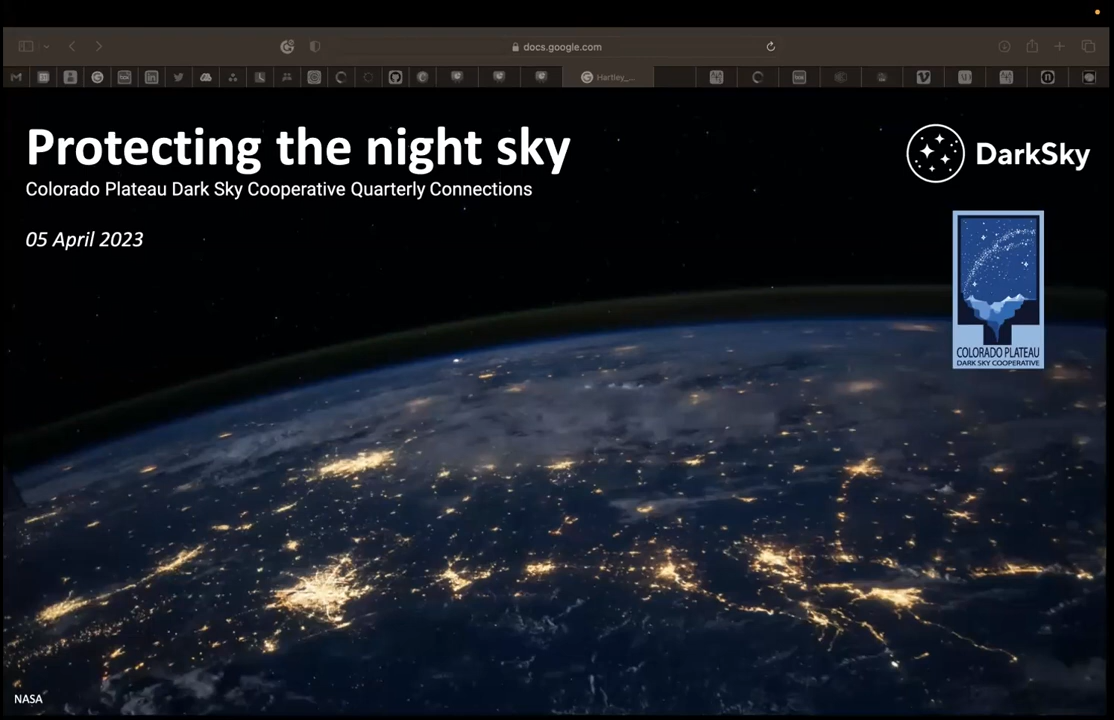 docs.google.com
Hartley_...
Protecting the night sky
Colorado Plateau Dark Sky Cooperative Quarterly Connections
05 April 2023
DarkSky
COLORADO PLATEAU
DARK SKY COOPERATIVE
NASA